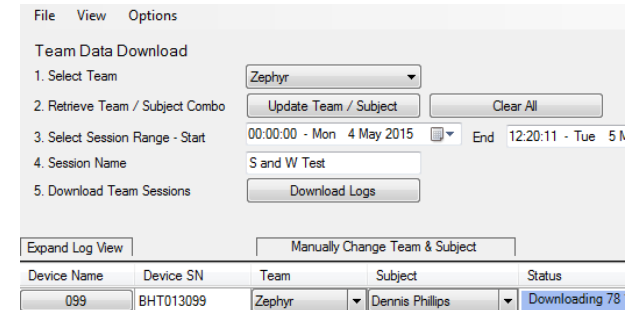 File View Options
Team Data Download
1. Select Team Zephyr
2. Retrieve Team / Subject Combo Update Team / Subject Clear All
3. Select Session Range - Start 00:00:00 - Mon 4 May 2015 End 12:20:11 - Tue 5 M
4. Session Name S and W Test
5. Download Team Sessions Download Logs
Expand Log View Manually Change Team & Subject
Device Name Device SN Team Subject Status
099 BHT013099 Zephyr Dennis Phillips Downloading 78